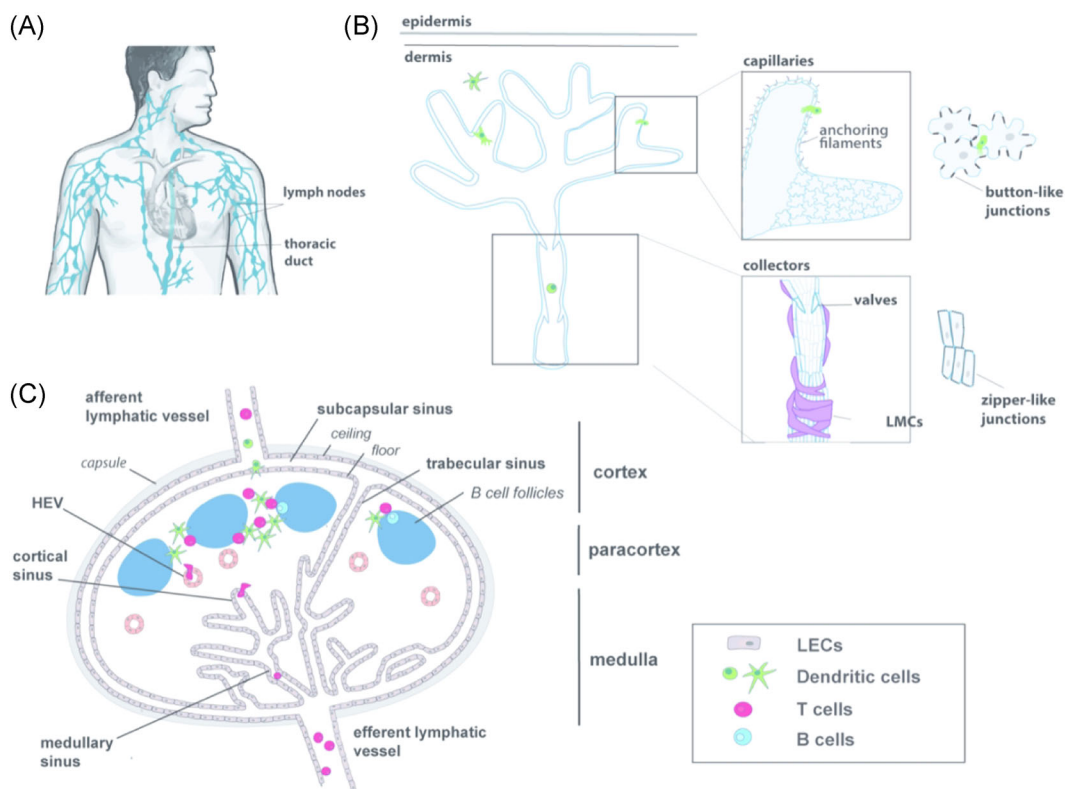 (A)
lymph nodes
thoracic
duct
(B)
epidermis
dermis
capillaries
anchoring
filaments
button-like
junctions
collectors
valves
LMCs
zipper-like
junctions
(C)
afferent
lymphatic vessel
subcapsular sinus
ceiling
floor
capsule
trabecular sinus
HEV
B cell follicles
cortical
sinus
cortex
paracortex
medulla
medullary
sinus
efferent lymphatic
vessel
LECs
Dendritic cells
T cells
B cells